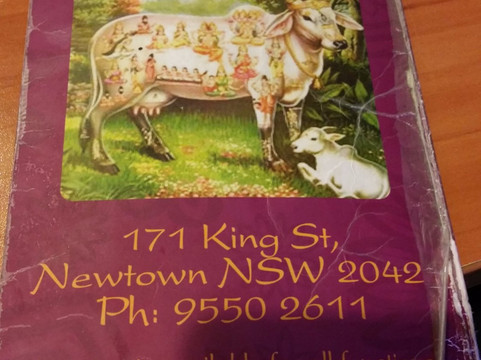 171 King St,
Newtown NSW 2042
Ph: 9550 2611